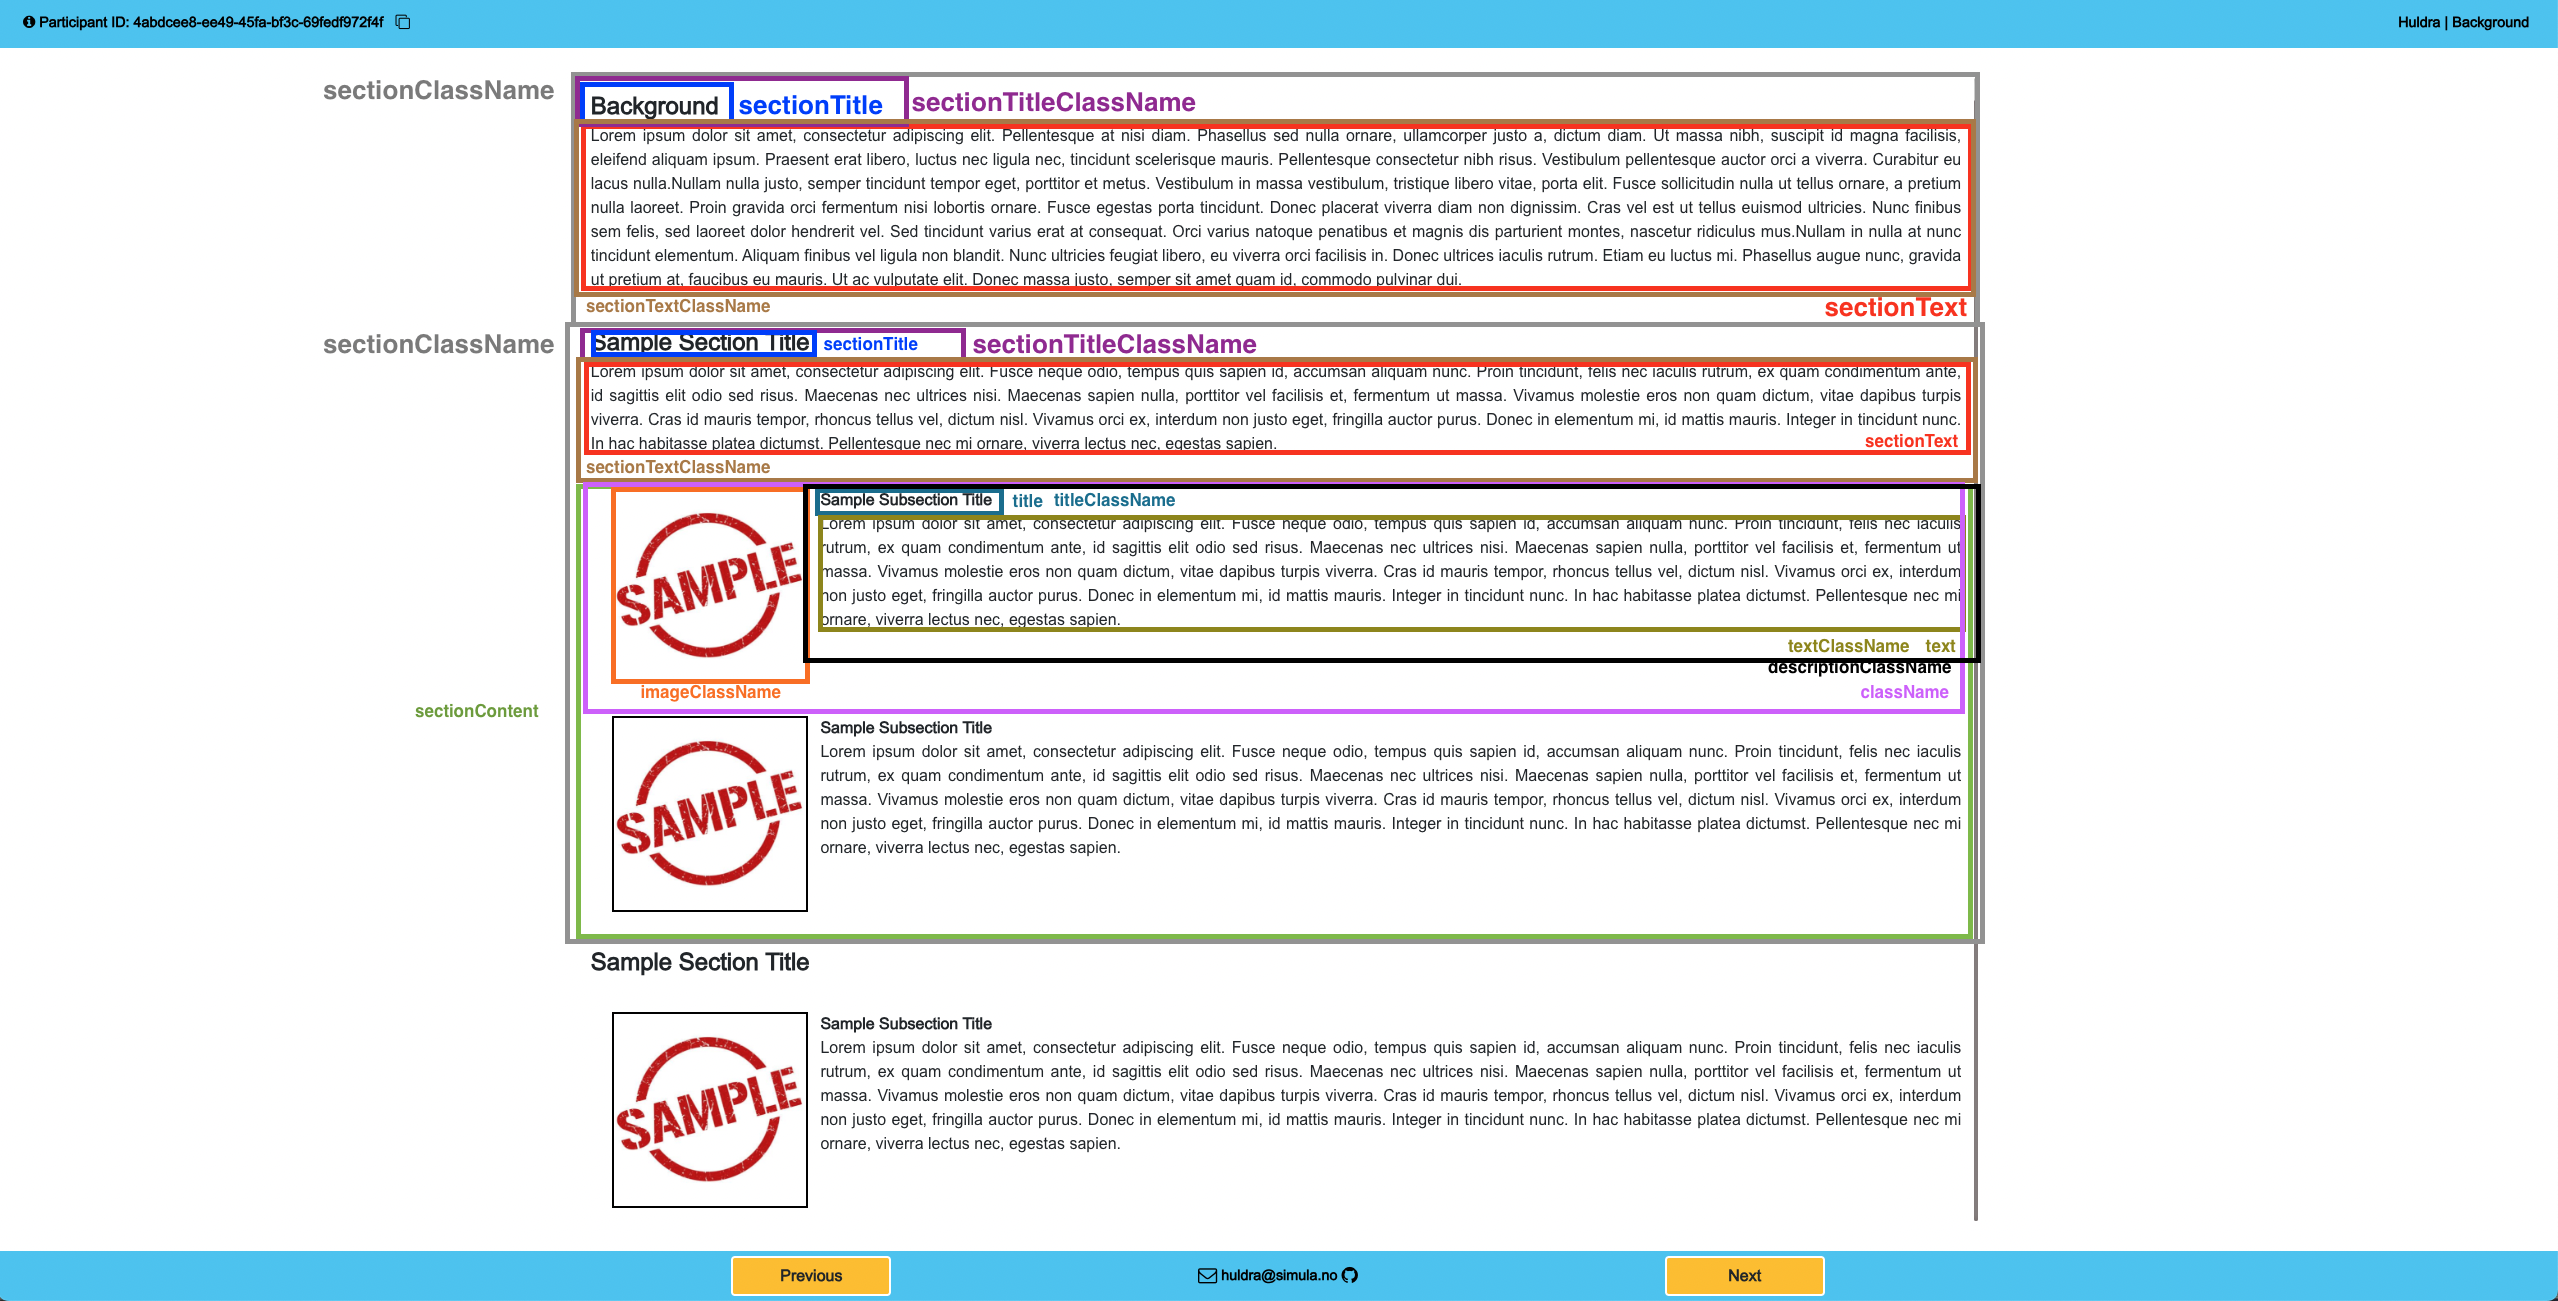 Participant ID: 4abdcee8-ee49-45fa-bf3c-69fedf972f4f
Huldra | Background
sectionClassName
Background sectionTitle sectionTitleClassName
Lorem ipsum dolor sit amet, consectetur adipiscing elit. Pellentesque at nisi diam. Phasellus sed nulla ornare, ullamcorper justo a, dictum diam. Ut massa nibh, suscipit id magna facilisis,
eleifend aliquam ipsum. Praesent erat libero, luctus nec ligula nec, tincidunt scelerisque mauris. Pellentesque consectetur nibh risus. Vestibulum pellentesque auctor orci a viverra. Curabitur eu
lacus nulla.Nullam nulla justo, semper tincidunt tempor eget, porttitor et metus. Vestibulum in massa vestibulum, tristique libero vitae, porta elit. Fusce sollicitudin nulla ut tellus ornare, a pretium
nulla laoreet. Proin gravida orci fermentum nisi lobortis ornare. Fusce egestas porta tincidunt. Donec placerat viverra diam non dignissim. Cras vel est ut tellus euismod ultricies. Nunc finibus
sem felis, sed laoreet dolor hendrerit vel. Sed tincidunt varius erat at consequat. Orci varius natoque penatibus et magnis dis parturient montes, nascetur ridiculus mus.Nullam in nulla at nunc
tincidunt elementum. Aliquam finibus vel ligula non blandit. Nunc ultricies feugiat libero, eu viverra orci facilisis in. Donec ultrices iaculis rutrum. Etiam eu luctus mi. Phasellus augue nunc, gravida
ut pretium at, faucibus eu mauris. Ut ac vulputate elit. Donec massa justo, semper sit amet quam id, commodo pulvinar dui.
sectionTextClassName
sectionText
sectionClassName
Sample Section Title sectionTitle sectionTitleClassName
Lorem ipsum dolor sit amet, consectetur adipiscing elit. Fusce neque odio, tempus quis sapien id, accumsan aliquam nunc. Proin tincidunt, felis nec iaculis rutrum, ex quam condimentum ante,
id sagittis elit odio sed risus. Maecenas nec ultrices nisi. Maecenas sapien nulla, porttitor vel facilisis et, fermentum ut massa. Vivamus molestie eros non quam dictum, vitae dapibus turpis
viverra. Cras id mauris tempor, rhoncus tellus vel, dictum nisl. Vivamus orci ex, interdum non justo eget, fringilla auctor purus. Donec in elementum mi, id mattis mauris. Integer in tincidunt nunc.
In hac habitasse platea dictumst. Pellentesque nec mi ornare, viverra lectus nec, egestas sapien.
sectionText
sectionTextClassName
Sample Subsection Title title titleClassName
Lorem ipsum dolor sit amet, consectetur adipiscing elit. Fusce neque odio, tempus quis sapien id, accumsan aliquam nunc. Proin tincidunt, felis nec iaculis
rutrum, ex quam condimentum ante, id sagittis elit odio sed risus. Maecenas nec ultrices nisi. Maecenas sapien nulla, porttitor vel facilisis et, fermentum ut
massa. Vivamus molestie eros non quam dictum, vitae dapibus turpis viverra. Cras id mauris tempor, rhoncus tellus vel, dictum nisl. Vivamus orci ex, interdum
non justo eget, fringilla auctor purus. Donec in elementum mi, id mattis mauris. Integer in tincidunt nunc. In hac habitasse platea dictumst. Pellentesque nec mi
ornare, viverra lectus nec, egestas sapien.
SAMPLE
textClassName text
descriptionClassName
imageClassName
className
sectionContent
Sample Subsection Title
Lorem ipsum dolor sit amet, consectetur adipiscing elit. Fusce neque odio, tempus quis sapien id, accumsan aliquam nunc. Proin tincidunt, felis nec iaculis
rutrum, ex quam condimentum ante, id sagittis elit odio sed risus. Maecenas nec ultrices nisi. Maecenas sapien nulla, porttitor vel facilisis et, fermentum ut
massa. Vivamus molestie eros non quam dictum, vitae dapibus turpis viverra. Cras id mauris tempor, rhoncus tellus vel, dictum nisl. Vivamus orci ex, interdum
non justo eget, fringilla auctor purus. Donec in elementum mi, id mattis mauris. Integer in tincidunt nunc. In hac habitasse platea dictumst. Pellentesque nec mi
ornare, viverra lectus nec, egestas sapien.
SAMPLE
Sample Section Title
Sample Subsection Title
Lorem ipsum dolor sit amet, consectetur adipiscing elit. Fusce neque odio, tempus quis sapien id, accumsan aliquam nunc. Proin tincidunt, felis nec iaculis
rutrum, ex quam condimentum ante, id sagittis elit odio sed risus. Maecenas nec ultrices nisi. Maecenas sapien nulla, porttitor vel facilisis et, fermentum ut
massa. Vivamus molestie eros non quam dictum, vitae dapibus turpis viverra. Cras id mauris tempor, rhoncus tellus vel, dictum nisl. Vivamus orci ex, interdum
non justo eget, fringilla auctor purus. Donec in elementum mi, id mattis mauris. Integer in tincidunt nunc. In hac habitasse platea dictumst. Pellentesque nec mi
ornare, viverra lectus nec, egestas sapien.
SAMPLE
Previous
huldra@simula.no
Next